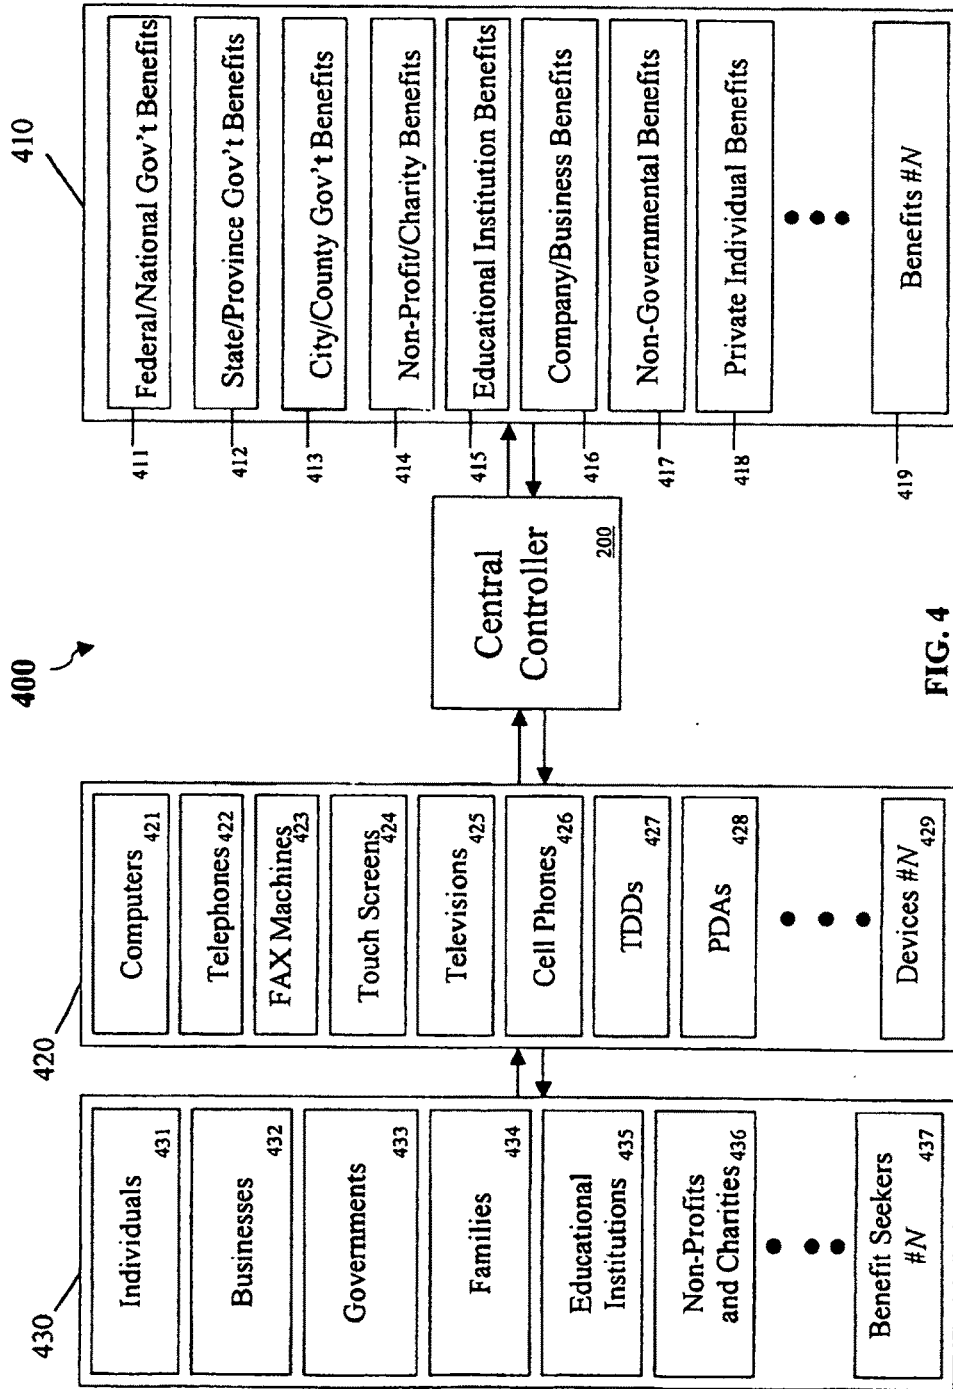 400
430
Individuals
431
Businesses
432
Governments
433
Families
434
Educational
Institutions
435
Non-Profits
and Charities
436
Benefit Seekers
#N
437
420
Computers
421
Telephones
422
FAX Machines
423
Touch Screens
424
Televisions
425
Cell Phones
426
TDDs
427
PDAs
428
Devices #N
429
Central
Controller
200
410
411
Federal/National Gov't Benefits
412
State/Province Gov't Benefits
413
City/County Gov't Benefits
414
Non-Profit/Charity Benefits
415
Educational Institution Benefits
416
Company/Business Benefits
417
Non-Governmental Benefits
418
Private Individual Benefits
419
Benefits #N
FIG. 4